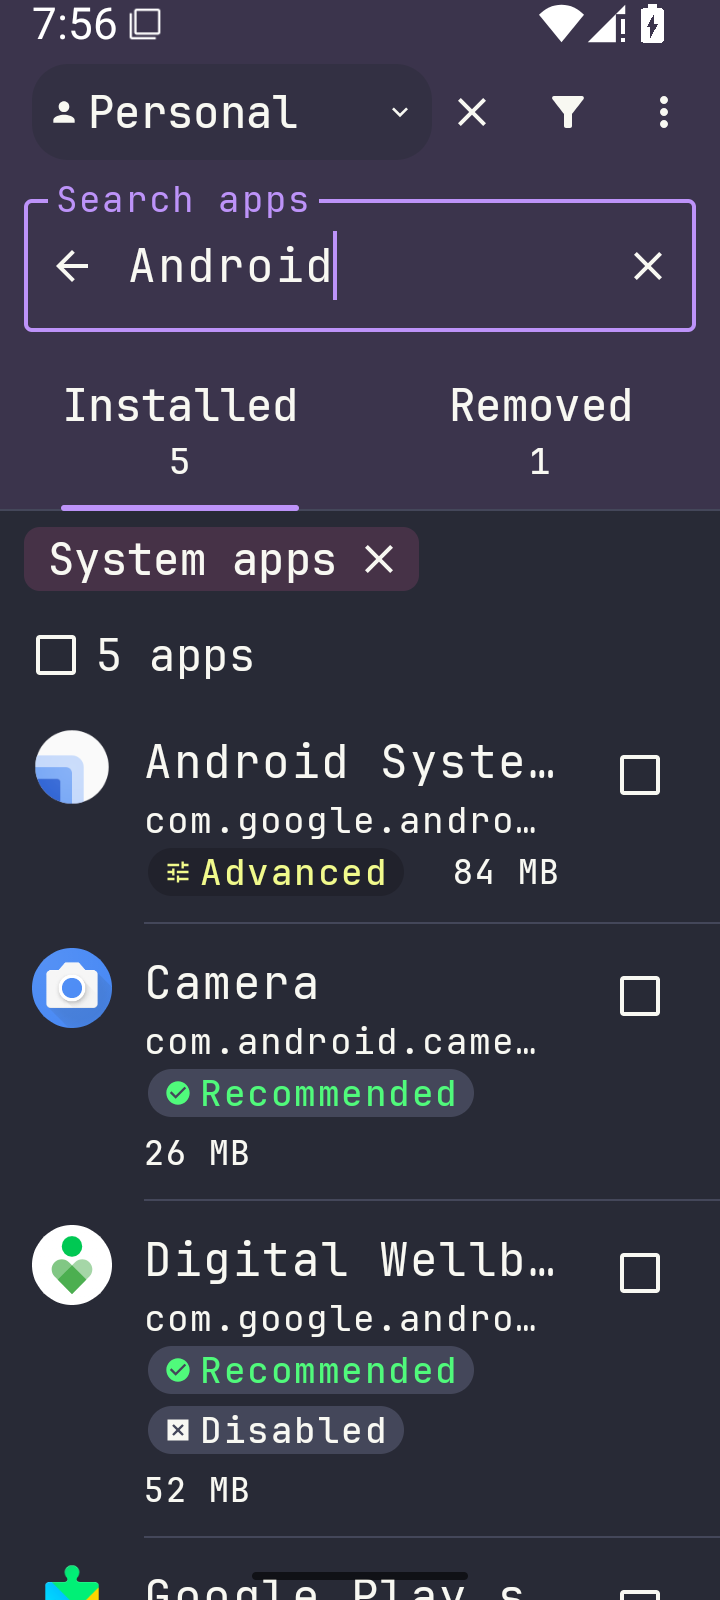 7:56
Personal
Search apps
Android
Installed
5
Removed
1
System apps
5 apps
Android Syste…
com.google.andro…
Advanced
84 MB
Camera
com.android.came…
Recommended
26 MB
Digital Wellb…
com.google.andro…
Recommended
Disabled
52 MB
Google Play s